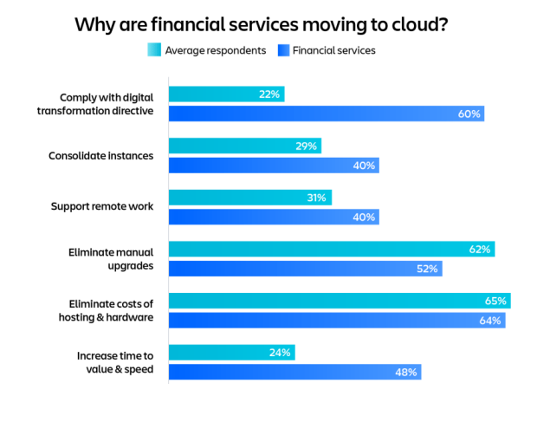 Why are financial services moving to cloud?
Average respondents Financial services
Comply with digital
transformation directive
22%
60%
Consolidate instances
29%
40%
Support remote work
31%
40%
Eliminate manual
upgrades
62%
52%
Eliminate costs of
hosting & hardware
65%
64%
Increase time to
value & speed
24%
48%